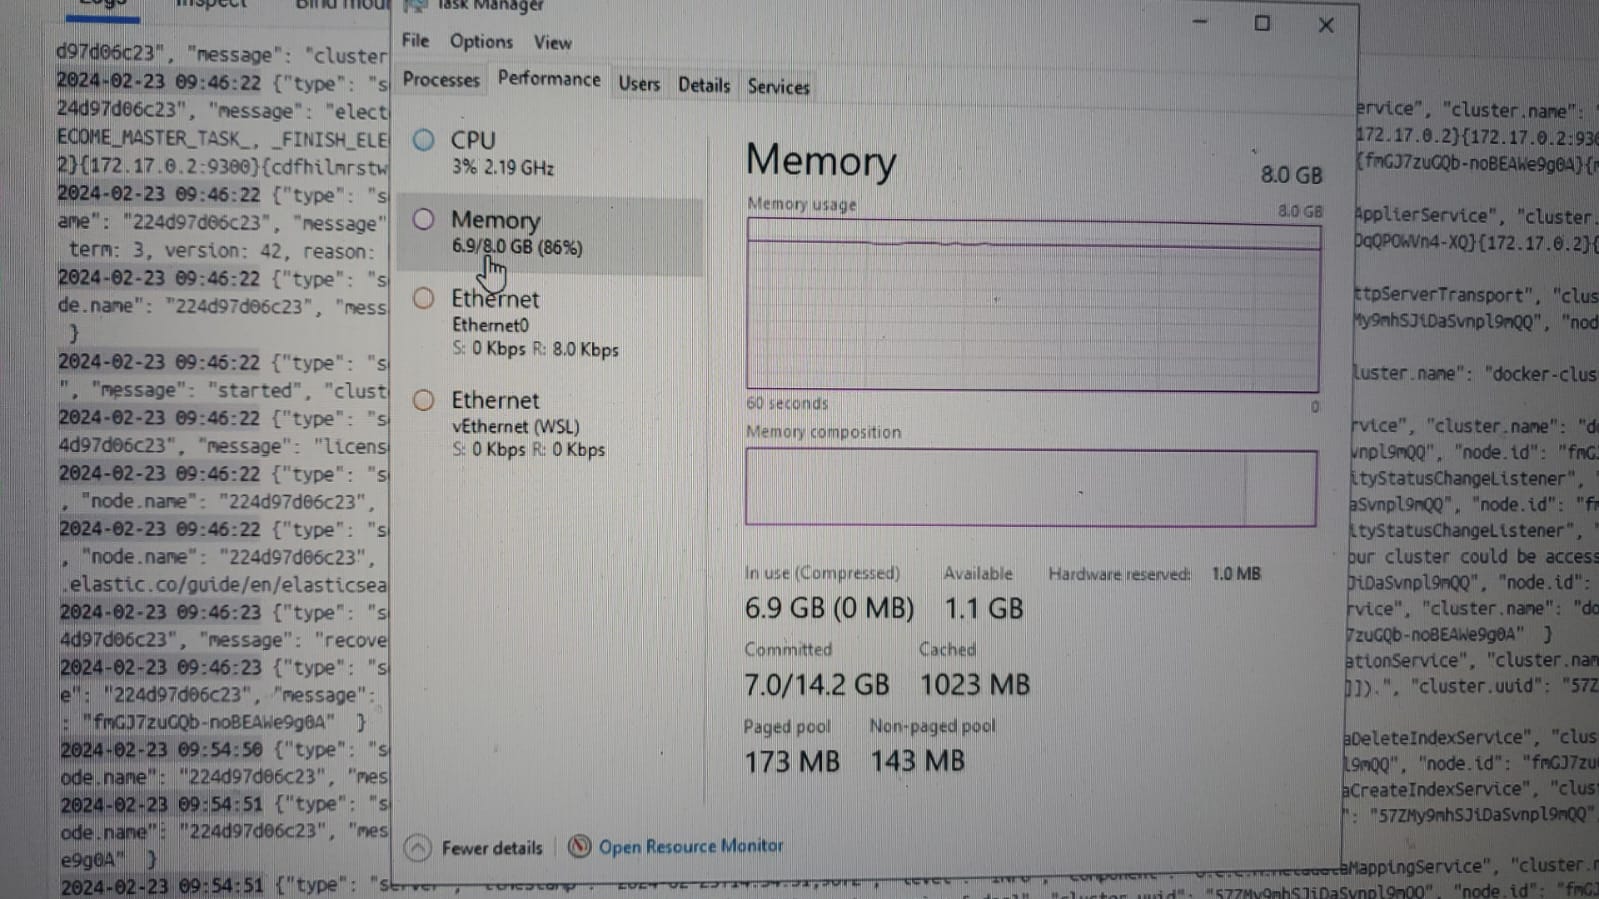 Logs
Inspect
Bind mou
Task Manager
File Options View
Processes Performance Users Details Services
CPU
3% 2.19 GHz
Memory
6.9/8.0 GB (86%)
Ethernet
Ethernet0
S: 0 Kbps R: 8.0 Kbps
Ethernet
vEthernet (WSL)
S: 0 Kbps R: 0 Kbps
Memory
8.0 GB
Memory usage
8.0 GB
60 seconds
0
Memory composition
In use (Compressed) Available Hardware reserved: 1.0 MB
6.9 GB (0 MB) 1.1 GB
Committed Cached
7.0/14.2 GB 1023 MB
Paged pool Non-paged pool
173 MB 143 MB
Fewer details Open Resource Monitor
d97d06c23", "message": "cluster
2024-02-23 09:46:22 {"type": "s
24d97d06c23", "message": "elect
ECOME_MASTER_TASK_, _FINISH_ELE
2}{172.17.0.2:9300}{cdfhilmrstw
2024-02-23 09:46:22 {"type": "s
ame": "224d97d06c23", "message"
term: 3, version: 42, reason:
2024-02-23 09:46:22 {"type": "s
de.name": "224d97d06c23", "mess
}
2024-02-23 09:46:22 {"type": "s
", "message": "started", "clust
2024-02-23 09:46:22 {"type": "s
4d97d06c23", "message": "licens
2024-02-23 09:46:22 {"type": "s
, "node.name": "224d97d06c23",
2024-02-23 09:46:22 {"type": "s
, "node.name": "224d97d06c23",
.elastic.co/guide/en/elasticsea
2024-02-23 09:46:23 {"type": "s
4d97d06c23", "message": "recove
2024-02-23 09:46:23 {"type": "s
e": "224d97d06c23", "message":
: "fmGJ7zuGQb-noBEAWe9g0A" }
2024-02-23 09:54:50 {"type": "s
ode.name": "224d97d06c23", "mes
2024-02-23 09:54:51 {"type": "s
ode.name": "224d97d06c23", "mes
e9g0A" }
2024-02-23 09:54:51 {"type": "server",
ervice", "cluster.name": "
172.17.0.2}{172.17.0.2:930
{fmGJ7zuGQb-noBEAWe9g0A}{
ApplierService", "cluster.
DqQPOWVn4-XQ}{172.17.0.2}{
ttpServerTransport", "clus
My9mhSJiDaSvnpl9mQQ", "nod
luster.name": "docker-clus
rvice", "cluster.name": "d
vnpl9mQQ", "node.id": "fmG
ityStatusChangeListener",
aSvnpl9mQQ", "node.id": "f
ityStatusChangeListener",
our cluster could be access
JiDaSvnpl9mQQ", "node.id":
rvice", "cluster.name": "do
7zuGQb-noBEAWe9g0A" }
ationService", "cluster.nam
]]).", "cluster.uuid": "57Z
aDeleteIndexService", "clus
l9mQQ", "node.id": "fmGJ7zu
aCreateIndexService", "clus
": "57ZMy9mhSJiDaSvnpl9mQQ"
aMappingService", "cluster.
"57ZMy9mhSJiDaSvnpl9mQQ", "node.id": "fmG